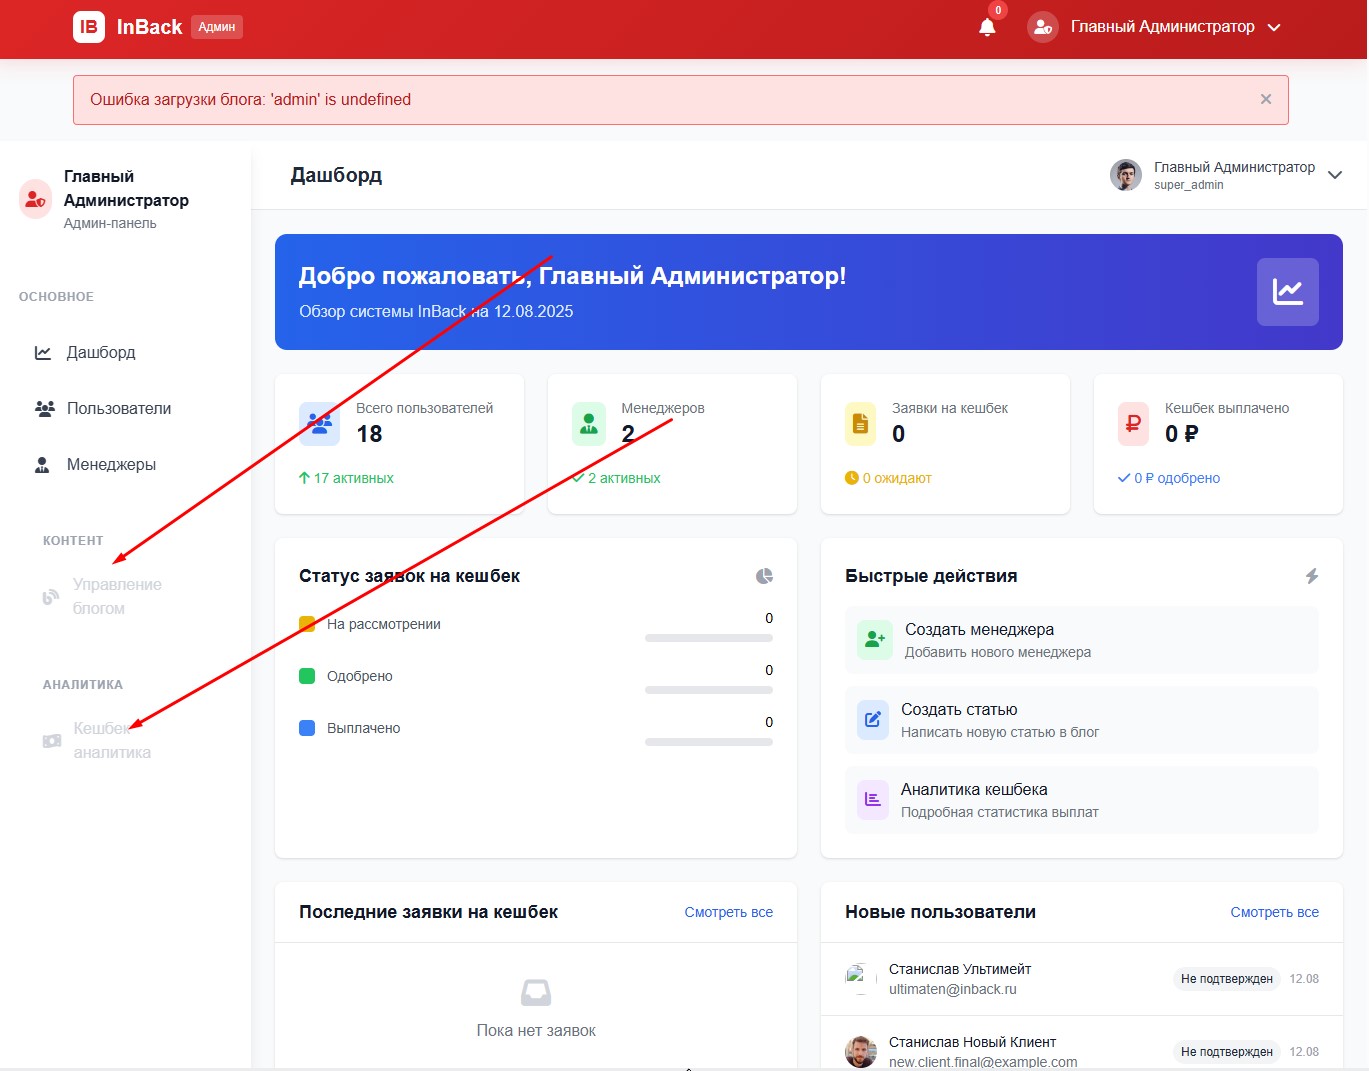 IB InBack Админ
0
Главный Администратор
Ошибка загрузки блога: 'admin' is undefined
×
Главный
Администратор
Админ-панель
ОСНОВНОЕ
Дашборд
Пользователи
Менеджеры
КОНТЕНТ
Управление
блогом
АНАЛИТИКА
Кешбек
аналитика
Дашборд
Главный Администратор
super_admin
Добро пожаловать, Главный Администратор!
Обзор системы InBack на 12.08.2025
Всего пользователей
18
17 активных
Менеджеров
2
2 активных
Заявки на кешбек
0
0 ожидают
Кешбек выплачено
0 ₽
0 ₽ одобрено
Статус заявок на кешбек
На рассмотрении
0
Одобрено
0
Выплачено
0
Быстрые действия
Создать менеджера
Добавить нового менеджера
Создать статью
Написать новую статью в блог
Аналитика кешбека
Подробная статистика выплат
Последние заявки на кешбек
Смотреть все
Пока нет заявок
Новые пользователи
Смотреть все
Станислав Ультимейт
ultimaten@inback.ru
Не подтвержден
12.08
Станислав Новый Клиент
new.client.final@example.com
Не подтвержден
12.08